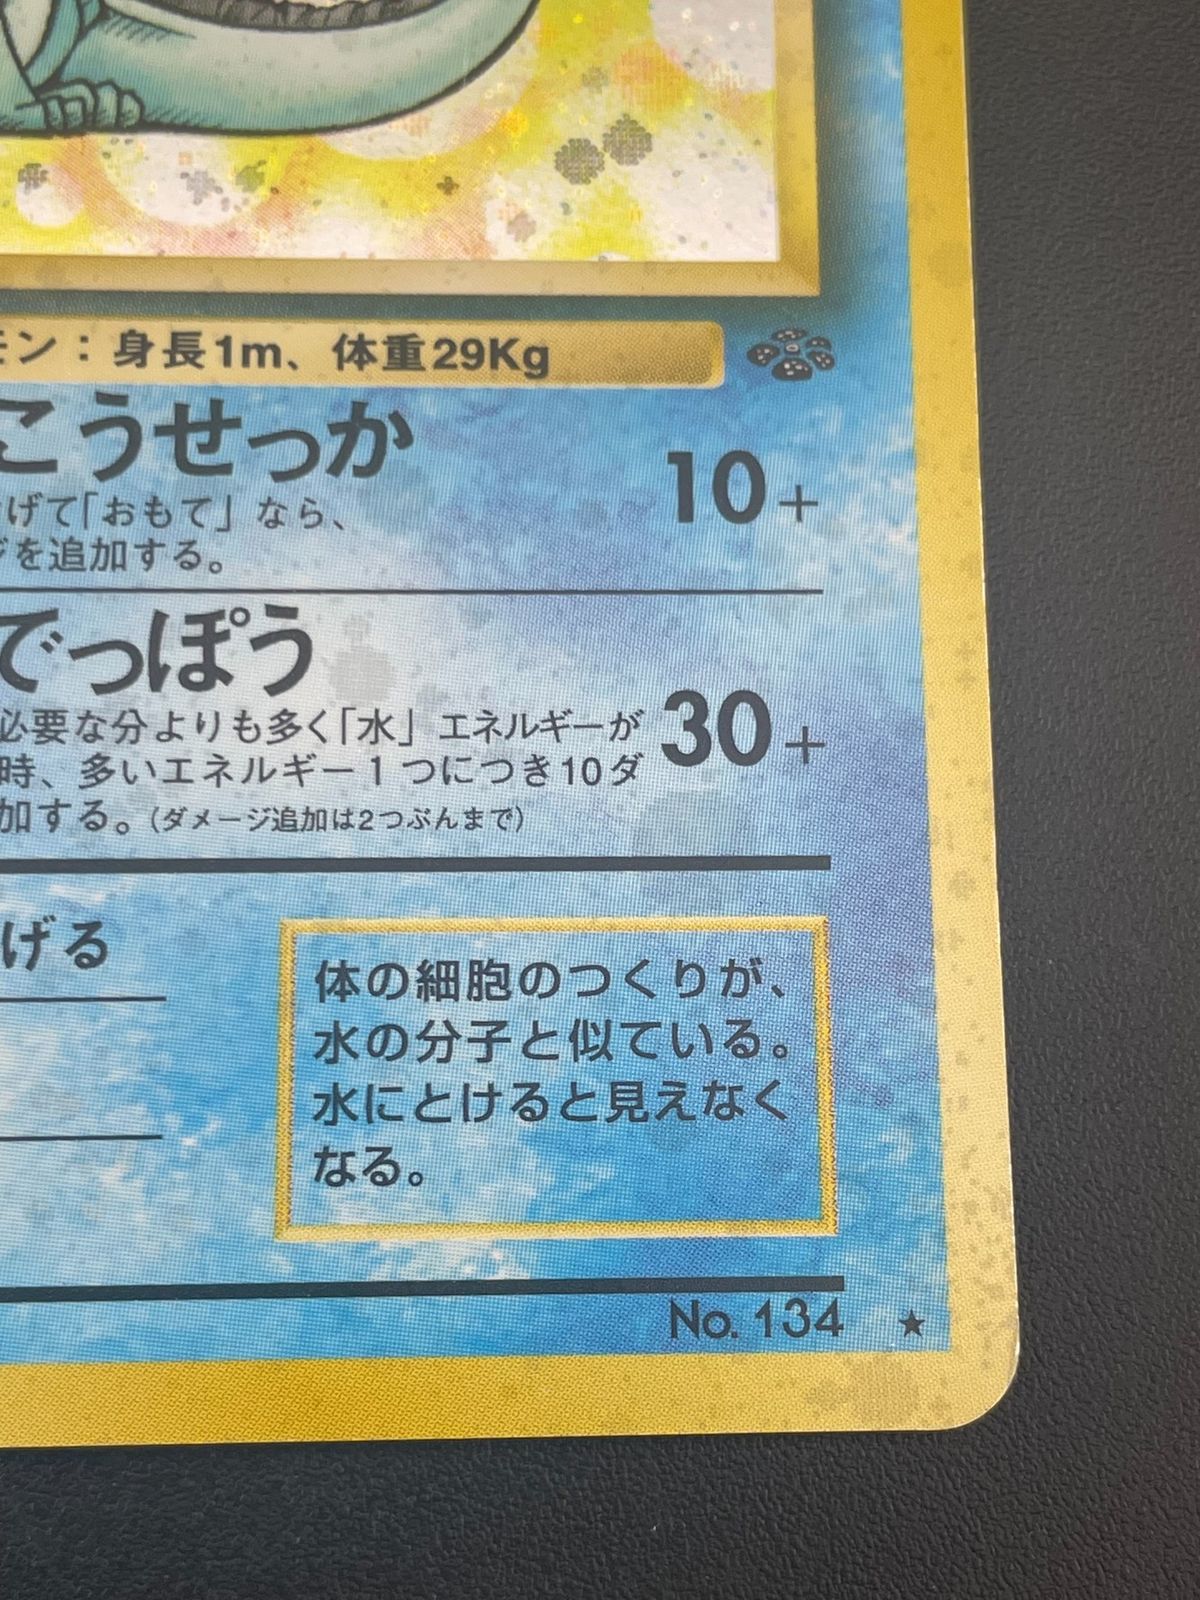 モン：身長1m、体重29Kg
こうせっか 10+
げて「おもて」なら、
ジを追加する。
でっぽう
必要な分よりも多く「水」エネルギーが 30+
時、多いエネルギー1つにつき10ダ
加する。(ダメージ追加は2つぶんまで)
げる
体の細胞のつくりが、
水の分子と似ている。
水にとけると見えなく
なる。
No. 134 ★